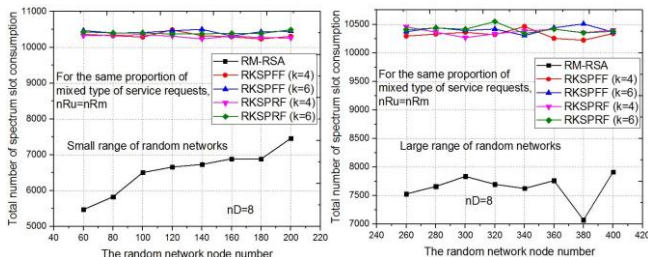 Total number of spectrum slot consumption
11000
10000
9000
8000
7000
6000
5000
RM-RSA
RKSPFF (k=4)
RKSPFF (k=6)
RKSPRF (k=4)
RKSPRF (k=6)
For the same proportion of
mixed type of service requests,
nRu=nRm
Small range of random networks
nD=8
40 60 80 100 120 140 160 180 200 220
The random network node number
Total number of spectrum slot consumption
10500
10000
9500
9000
8500
8000
7500
7000
RM-RSA
RKSPFF (k=4)
RKSPFF (k=6)
RKSPRF (k=4)
RKSPRF (k=6)
For the same proportion of
mixed type of service requests,
nRu=nRm
Large range of random networks
nD=8
240 260 280 300 320 340 360 380 400 420
The random network node number